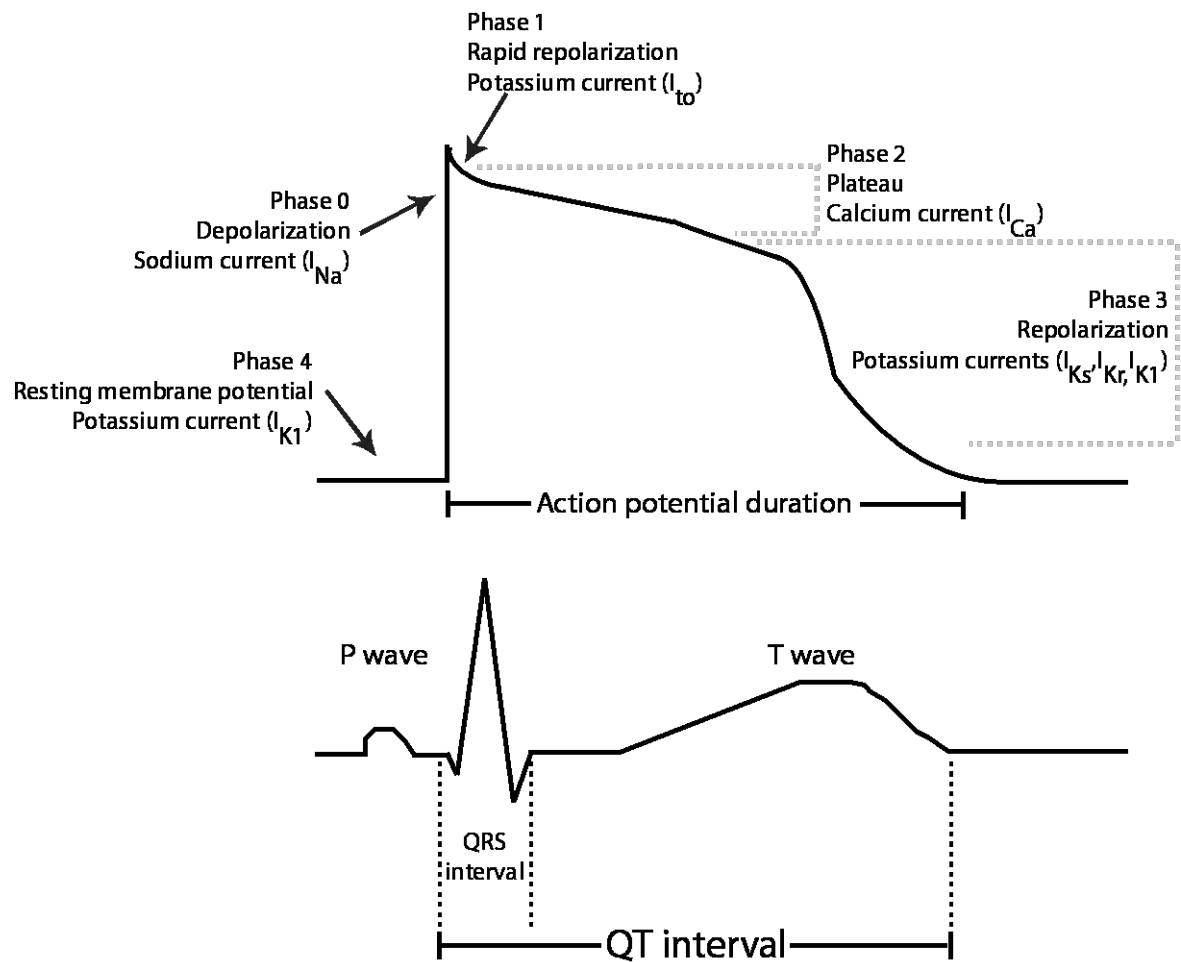 Phase 1
Rapid repolarization
Potassium current (Ito)
Phase 2
Plateau
Calcium current (ICa)
Phase 0
Depolarization
Sodium current (INa)
Phase 3
Repolarization
Potassium currents (IKs,IKr,IK1)
Phase 4
Resting membrane potential
Potassium current (IK1)
Action potential duration
P wave
T wave
QRS
interval
QT interval